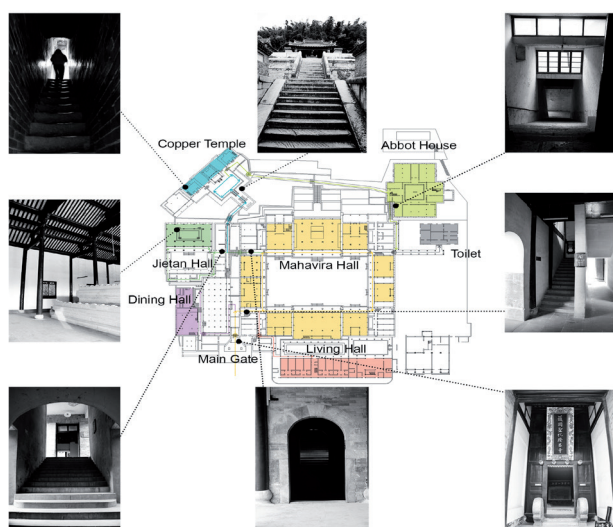 Copper Temple
Abbot House
Jietan Hall
Mahavira Hall
Toilet
Dining Hall
Living Hall
Main Gate